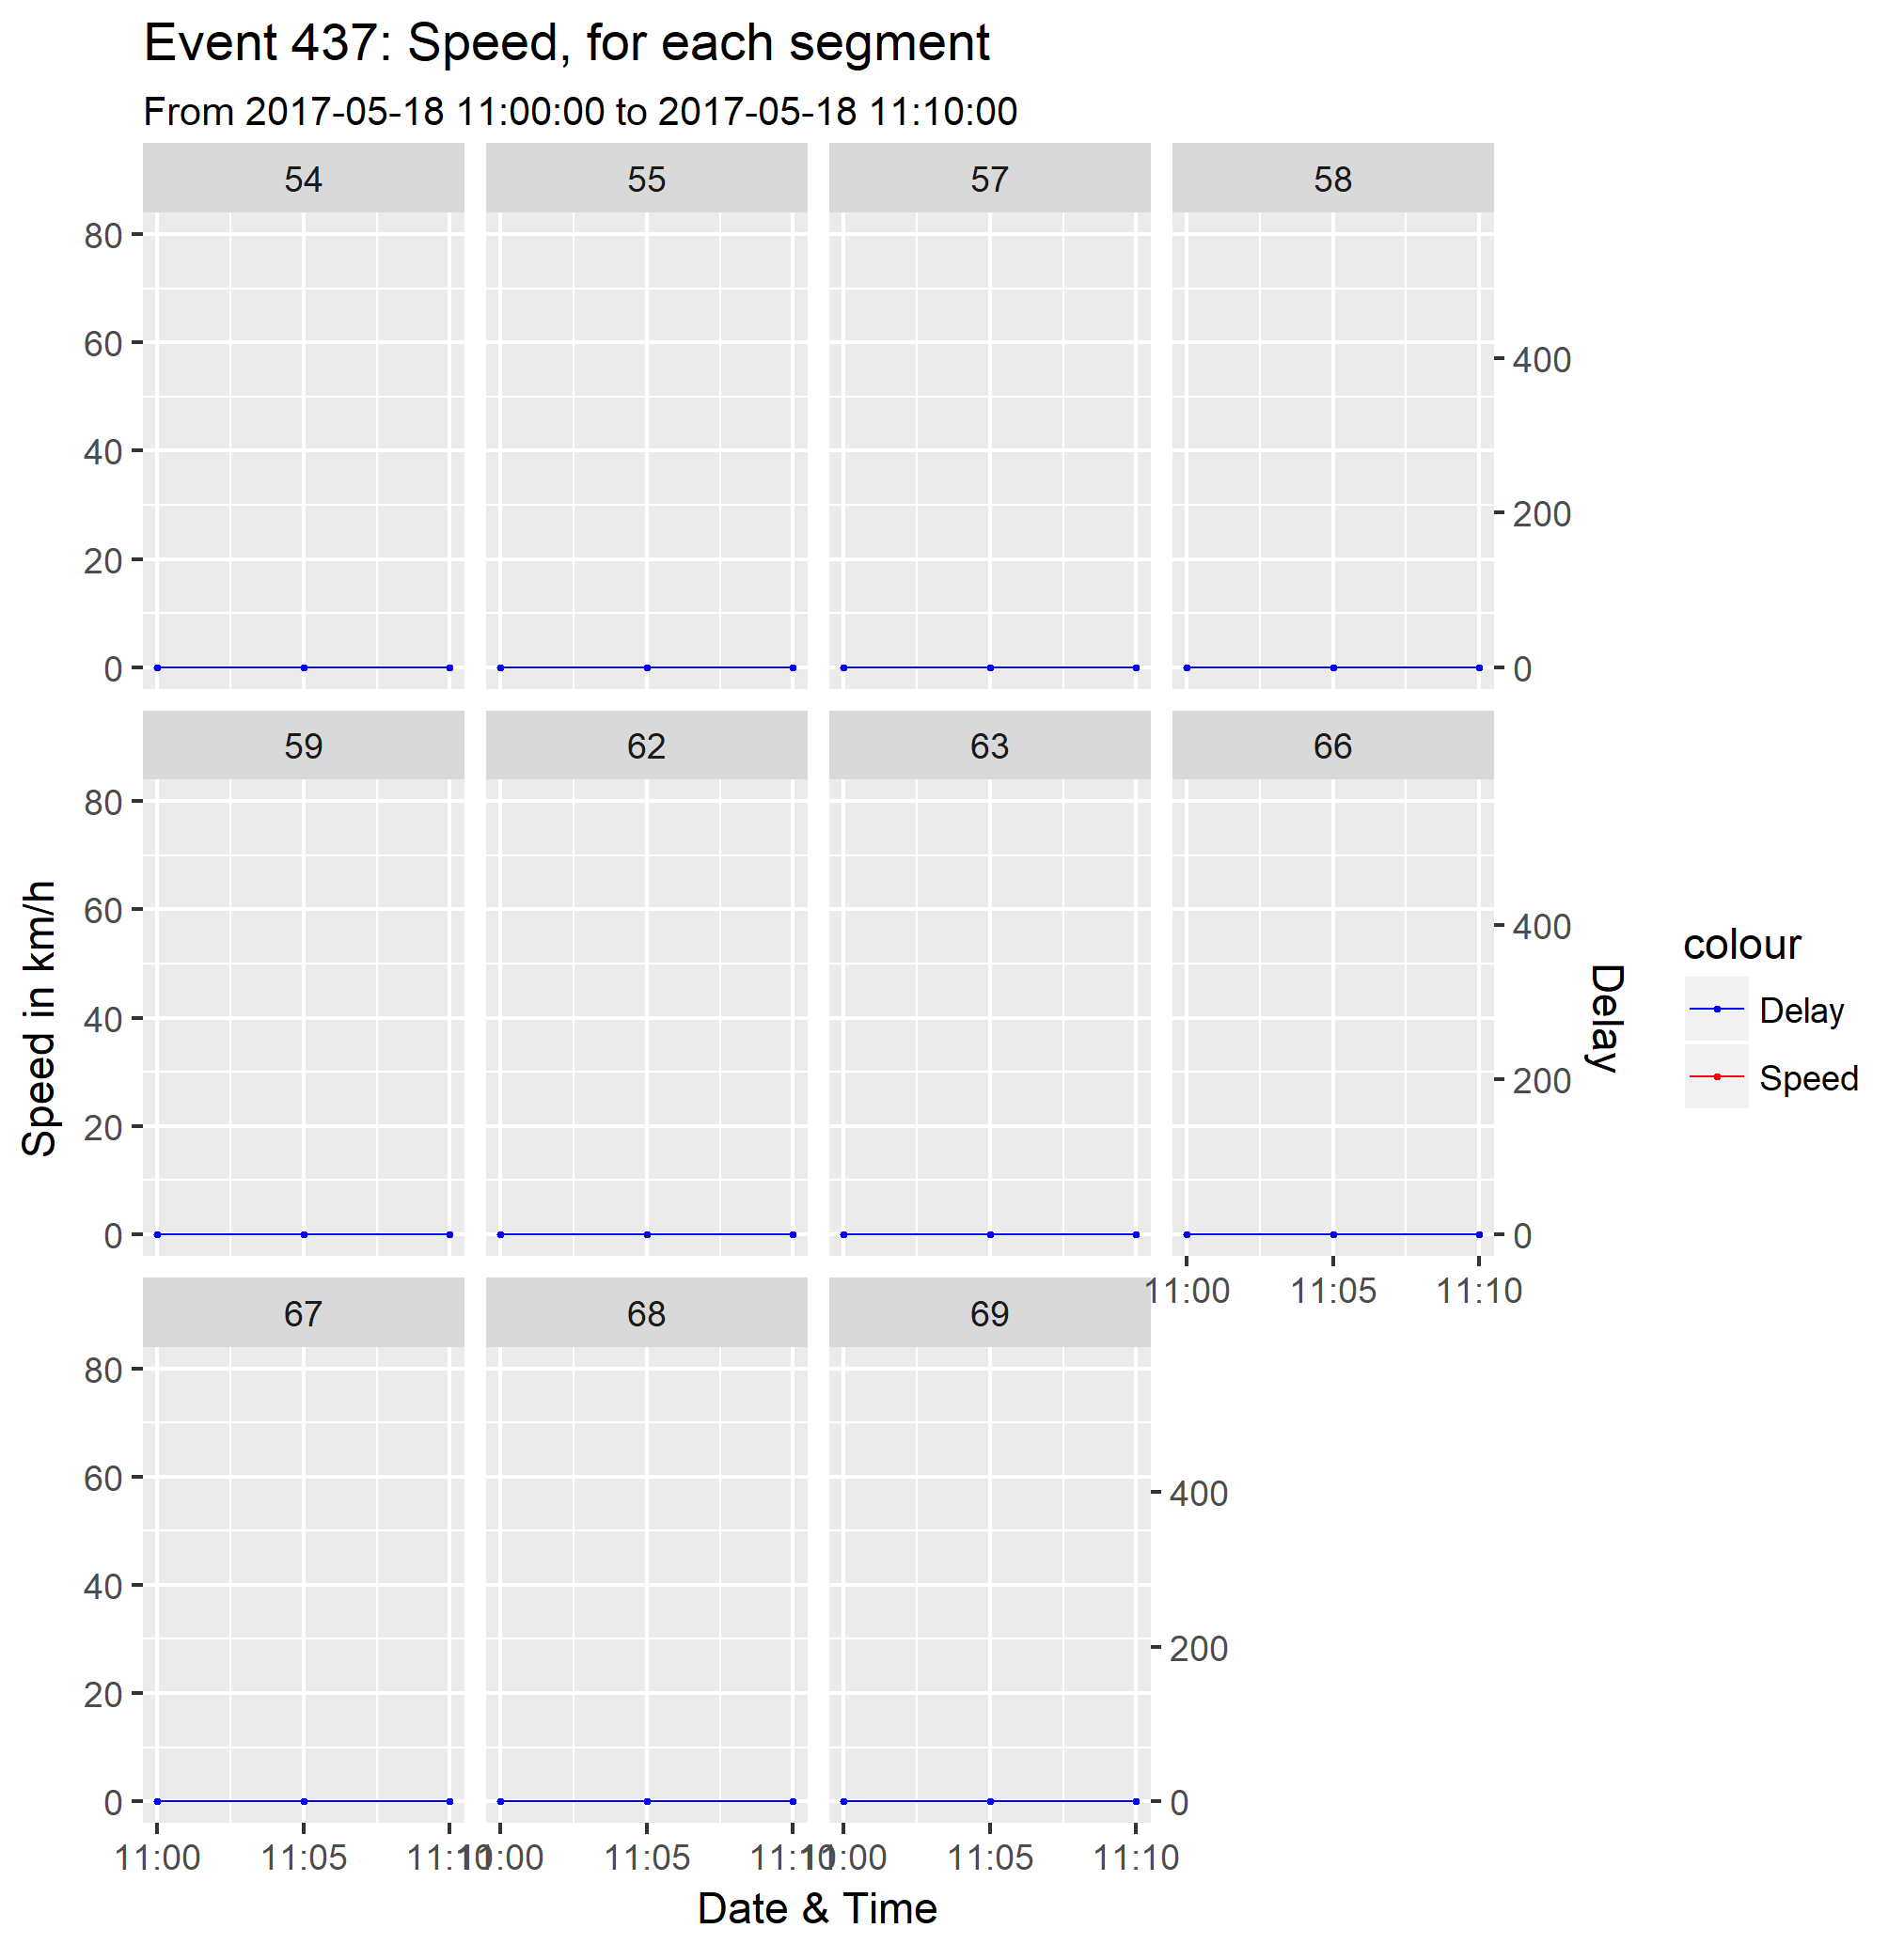 Event 437: Speed, for each segment
From 2017-05-18 11:00:00 to 2017-05-18 11:10:00
54 55 57 58
80
60
40
20
0
400
200
0
59 62 63 66
80
60
40
20
0
400
200
0
11:00 11:05 11:10
67 68 69
80
60
40
20
0
400
200
0
11:00 11:05 11:10 11:00 11:05 11:10 11:00 11:05 11:10
Date & Time
Speed in km/h
Delay
colour
Delay
Speed